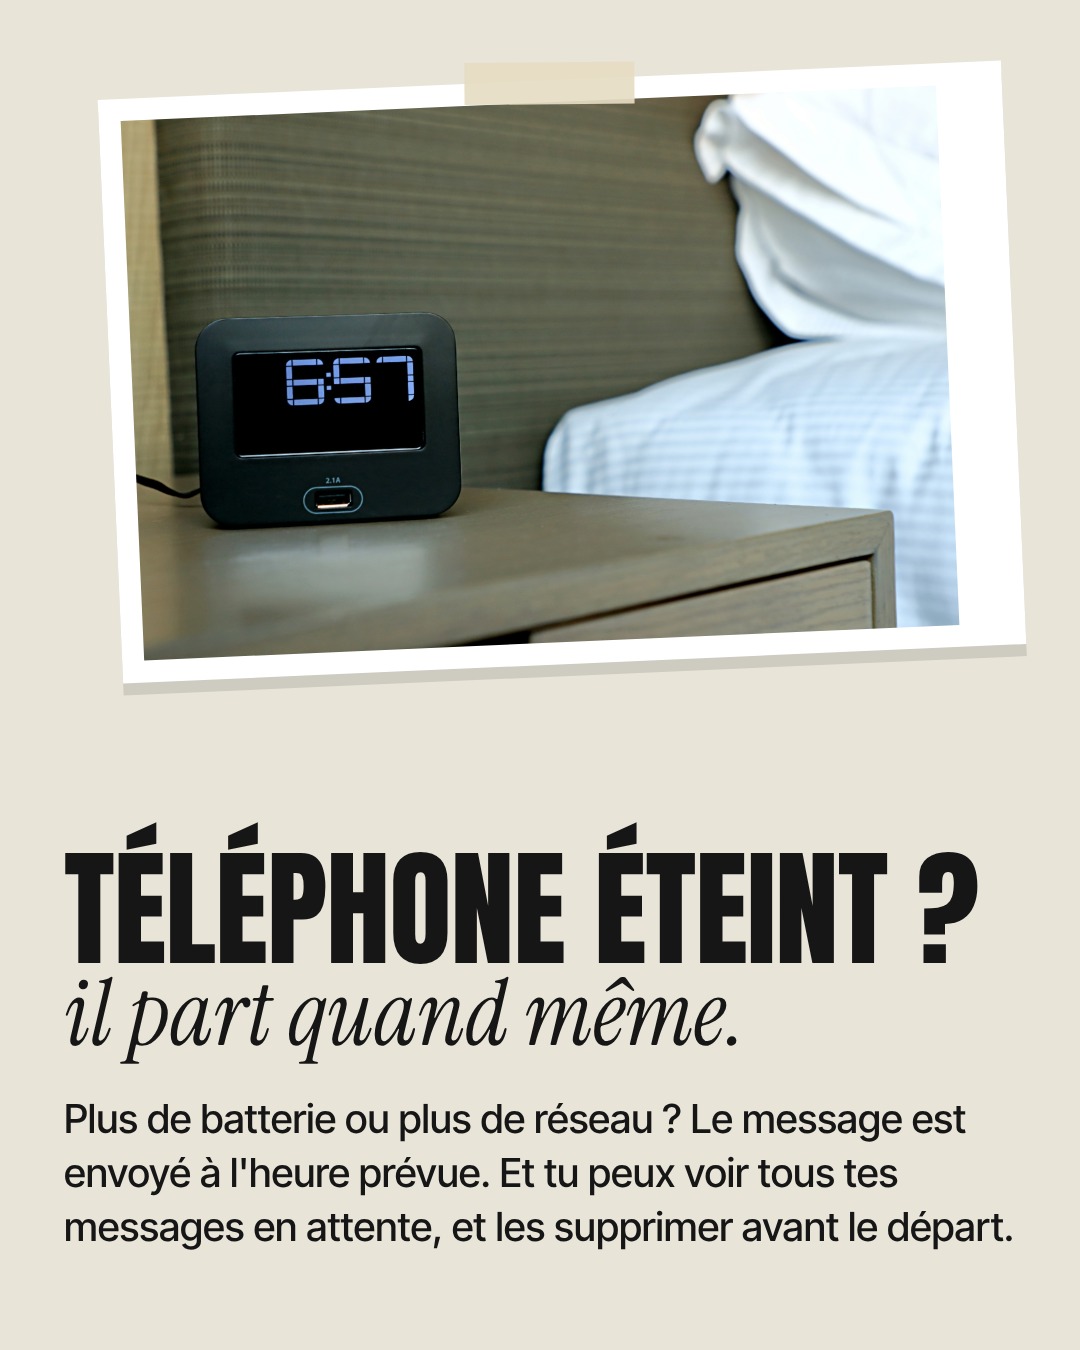 6:57
2.1A
TÉLÉPHONE ÉTEINT ?
il part quand même.
Plus de batterie ou plus de réseau ? Le message est
envoyé à l'heure prévue. Et tu peux voir tous tes
messages en attente, et les supprimer avant le départ.